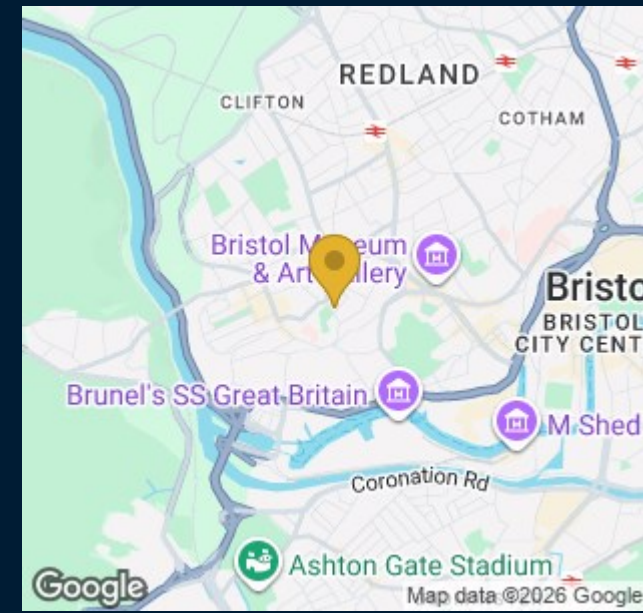 REDLAND
CLIFTON
COTHAM
Bristol M eum
& Art llery
Bristo
BRISTOL
CITY CENT
Brunel's SS Great Britain
M Shed
Coronation Rd
Ashton Gate Stadium
Google
Map data ©2026 Google